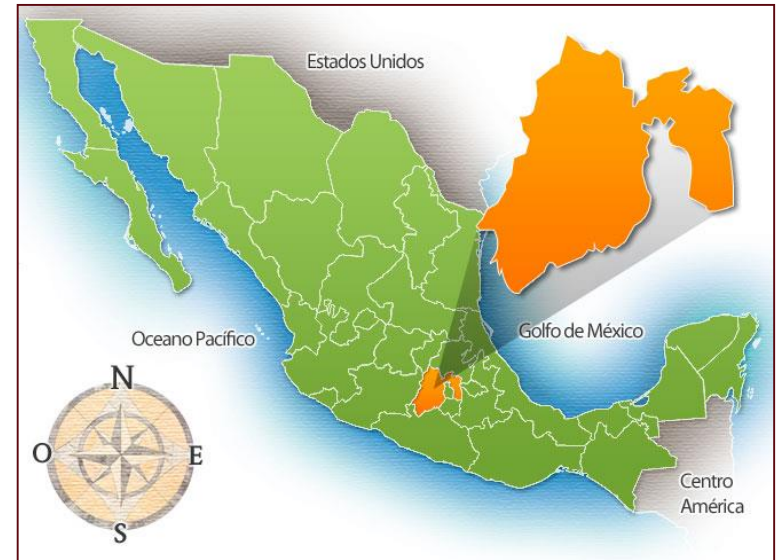 Estados Unidos
Golfo de México
Oceano Pacífico
N
O
E
S
Centro
América